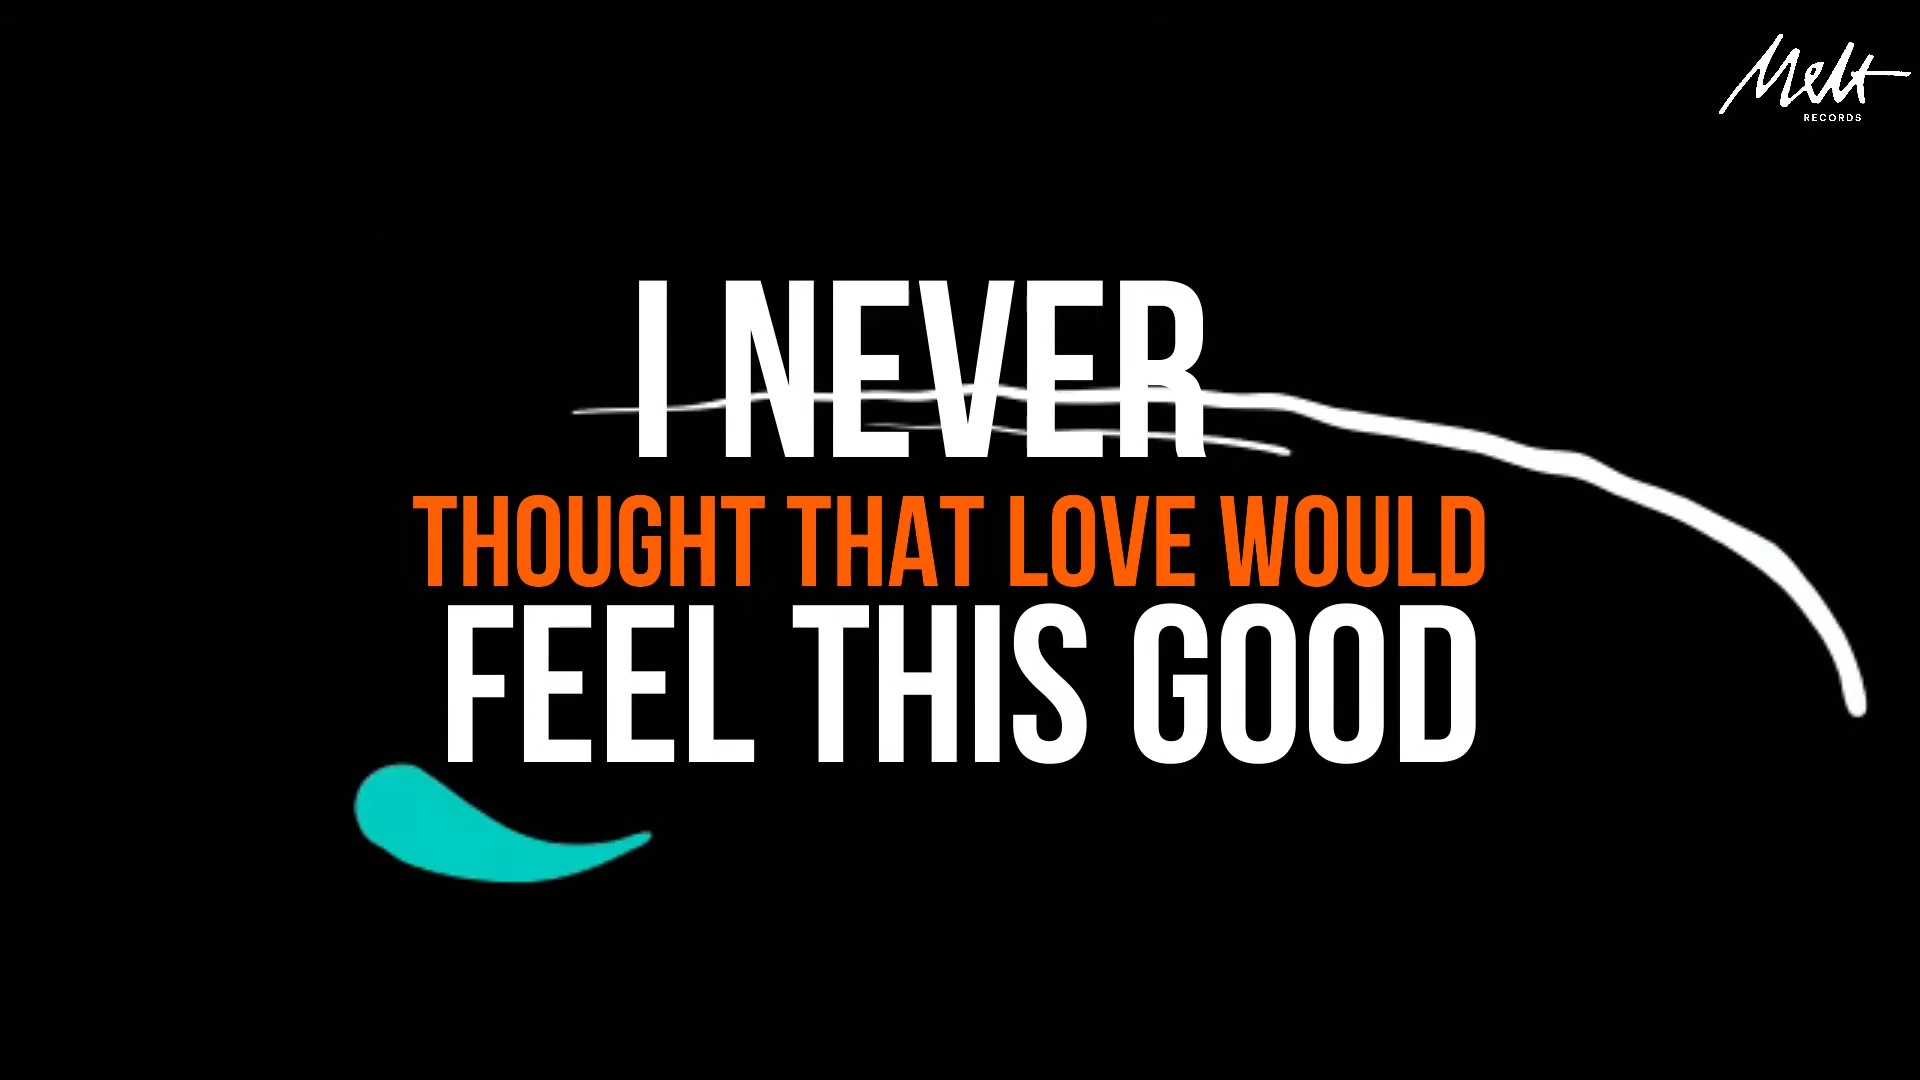 Melt
RECORDS
I NEVER
THOUGHT THAT LOVE WOULD
FEEL THIS GOOD